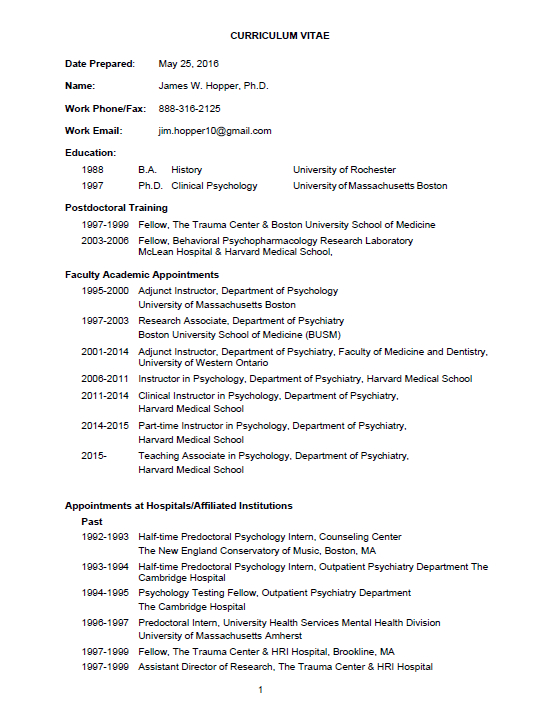 CURRICULUM VITAE
Date Prepared: May 25, 2016
Name: James W. Hopper, Ph.D.
Work Phone/Fax: 888-316-2125
Work Email: jim.hopper10@gmail.com
Education:
1988 B.A. History University of Rochester
1997 Ph.D. Clinical Psychology University of Massachusetts Boston
Postdoctoral Training
1997-1999 Fellow, The Trauma Center & Boston University School of Medicine
2003-2006 Fellow, Behavioral Psychopharmacology Research Laboratory
McLean Hospital & Harvard Medical School,
Faculty Academic Appointments
1995-2000 Adjunct Instructor, Department of Psychology
University of Massachusetts Boston
1997-2003 Research Associate, Department of Psychiatry
Boston University School of Medicine (BUSM)
2001-2014 Adjunct Instructor, Department of Psychiatry, Faculty of Medicine and Dentistry,
University of Western Ontario
2006-2011 Instructor in Psychology, Department of Psychiatry, Harvard Medical School
2011-2014 Clinical Instructor in Psychology, Department of Psychiatry,
Harvard Medical School
2014-2015 Part-time Instructor in Psychology, Department of Psychiatry,
Harvard Medical School
2015- Teaching Associate in Psychology, Department of Psychiatry,
Harvard Medical School
Appointments at Hospitals/Affiliated Institutions
Past
1992-1993 Half-time Predoctoral Psychology Intern, Counseling Center
The New England Conservatory of Music, Boston, MA
1993-1994 Half-time Predoctoral Psychology Intern, Outpatient Psychiatry Department The
Cambridge Hospital
1994-1995 Psychology Testing Fellow, Outpatient Psychiatry Department
The Cambridge Hospital
1996-1997 Predoctoral Intern, University Health Services Mental Health Division
University of Massachusetts Amherst
1997-1999 Fellow, The Trauma Center & HRI Hospital, Brookline, MA
1997-1999 Assistant Director of Research, The Trauma Center & HRI Hospital
1